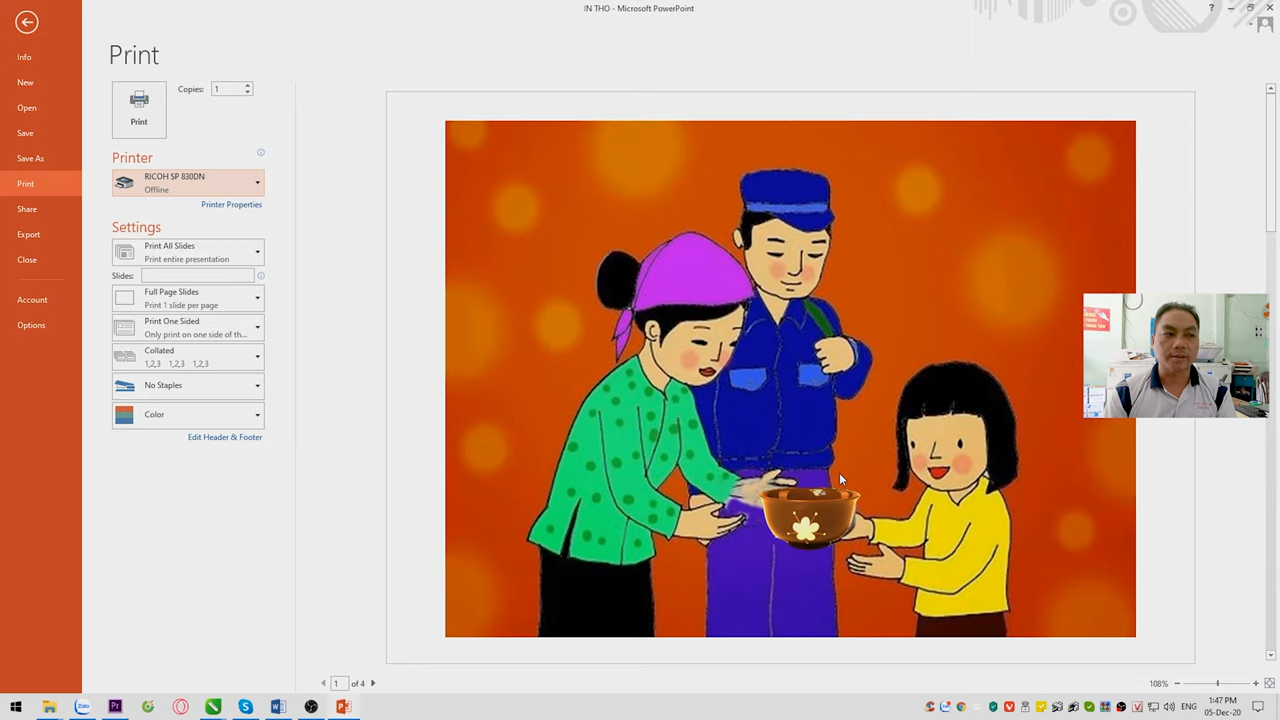 IN THO - Microsoft PowerPoint
Info
New
Open
Save
Save As
Print
Share
Export
Close
Account
Options
Print
Print
Copies: 1
Printer
RICOH SP 830DN
Offline
Printer Properties
Settings
Print All Slides
Print entire presentation
Slides:
Full Page Slides
Print 1 slide per page
Print One Sided
Only print on one side of th...
Collated
1,2,3 1,2,3 1,2,3
No Staples
Color
Edit Header & Footer
1 of 4
108%
Zalo
Pr
ENG
1:47 PM
05-Dec-20